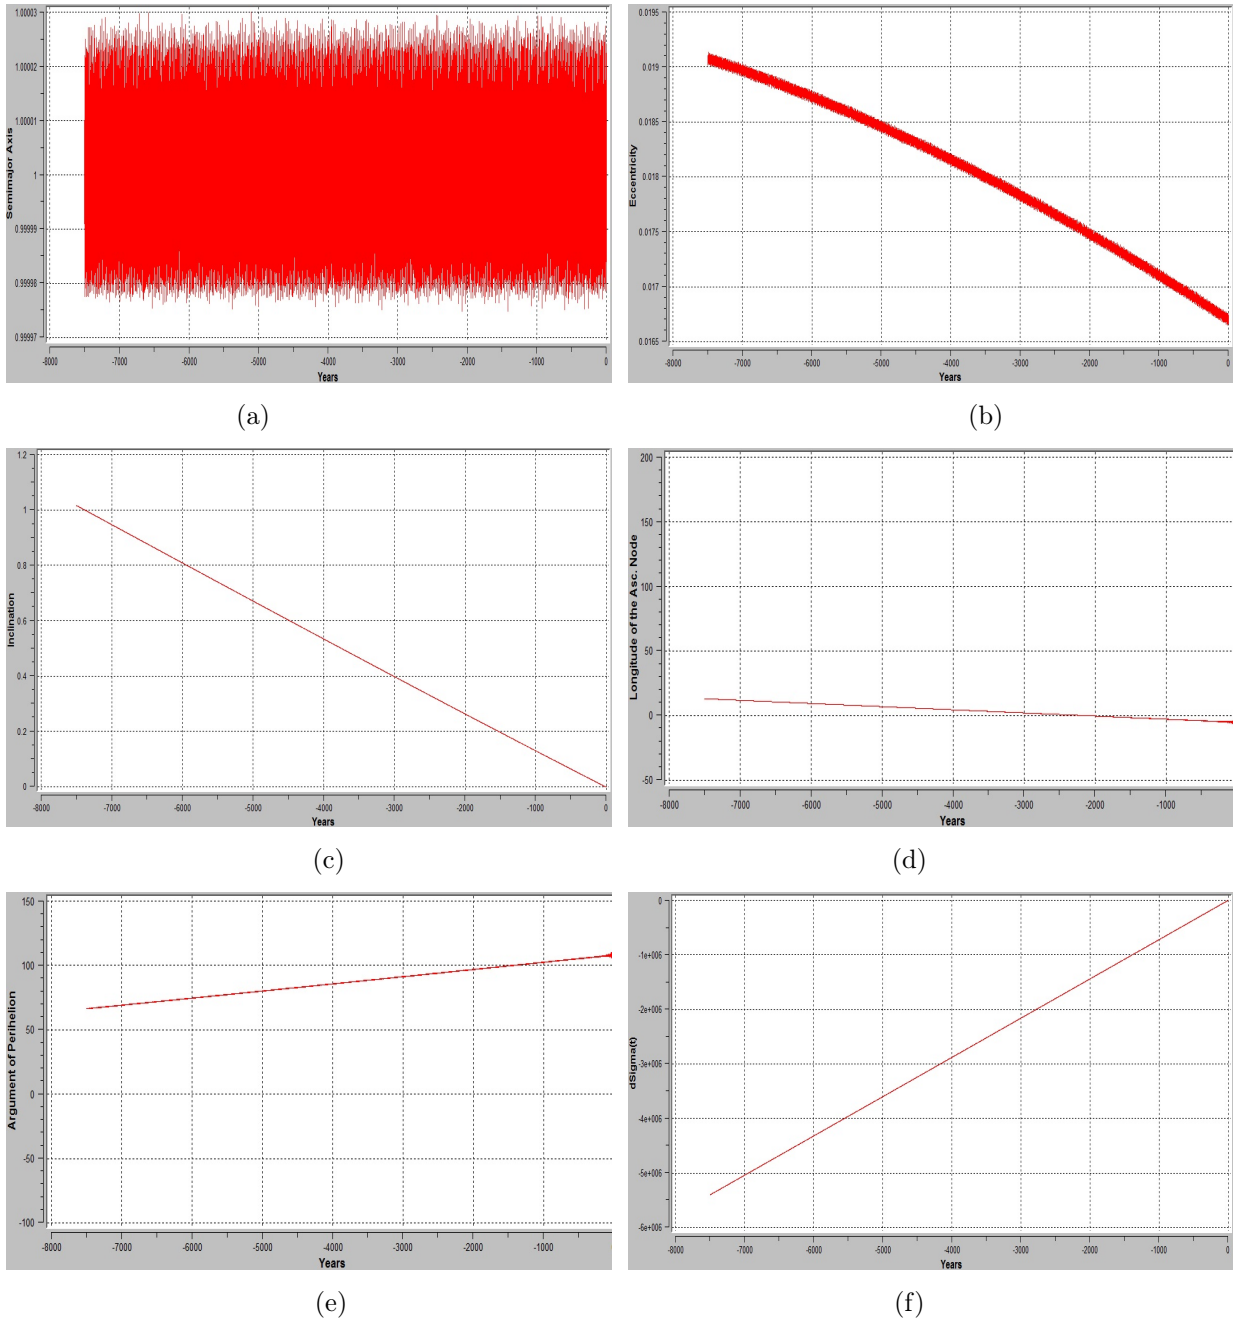 Semimajor Axis
1.00003
1.00002
1.00001
1
0.99999
0.99998
0.99997
-8000 -7000 -6000 -5000 -4000 -3000 -2000 -1000 0
Years
(a)
Eccentricity
0.0195
0.019
0.0185
0.018
0.0175
0.017
0.0165
-8000 -7000 -6000 -5000 -4000 -3000 -2000 -1000 0
Years
(b)
Inclination
1.2
1
0.8
0.6
0.4
0.2
0
-8000 -7000 -6000 -5000 -4000 -3000 -2000 -1000 0
Years
(c)
Longitude of the Asc. Node
200
150
100
50
0
-50
-8000 -7000 -6000 -5000 -4000 -3000 -2000 -1000
Years
(d)
Argument of Perihelion
150
100
50
0
-50
-100
-8000 -7000 -6000 -5000 -4000 -3000 -2000 -1000
Years
(e)
dSigma(t)
0
-1e+006
-2e+006
-3e+006
-4e+006
-5e+006
-6e+006
-8000 -7000 -6000 -5000 -4000 -3000 -2000 -1000 0
Years
(f)